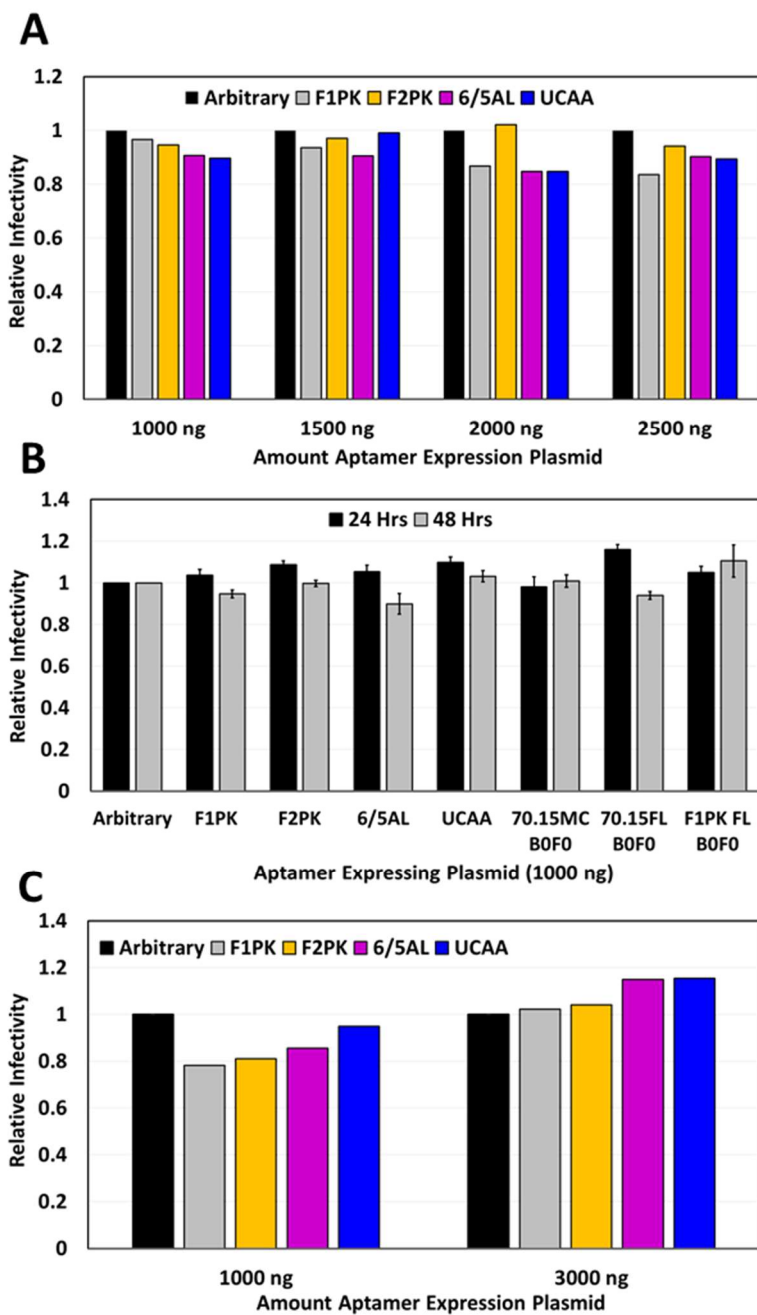 A
1.2
Arbitrary F1PK F2PK 6/5AL UCAA
1
0.8
0.6
0.4
0.2
0
Relative Infectivity
1000 ng 1500 ng 2000 ng 2500 ng
Amount Aptamer Expression Plasmid
B
1.4
24 Hrs 48 Hrs
1.2
1
0.8
0.6
0.4
0.2
0
Relative Infectivity
Arbitrary F1PK F2PK 6/5AL UCAA 70.15MC 70.15FL F1PK FL
B0F0 B0F0 B0F0
Aptamer Expressing Plasmid (1000 ng)
C
1.4
Arbitrary F1PK F2PK 6/5AL UCAA
1.2
1
0.8
0.6
0.4
0.2
0
Relative Infectivity
1000 ng 3000 ng
Amount Aptamer Expression Plasmid